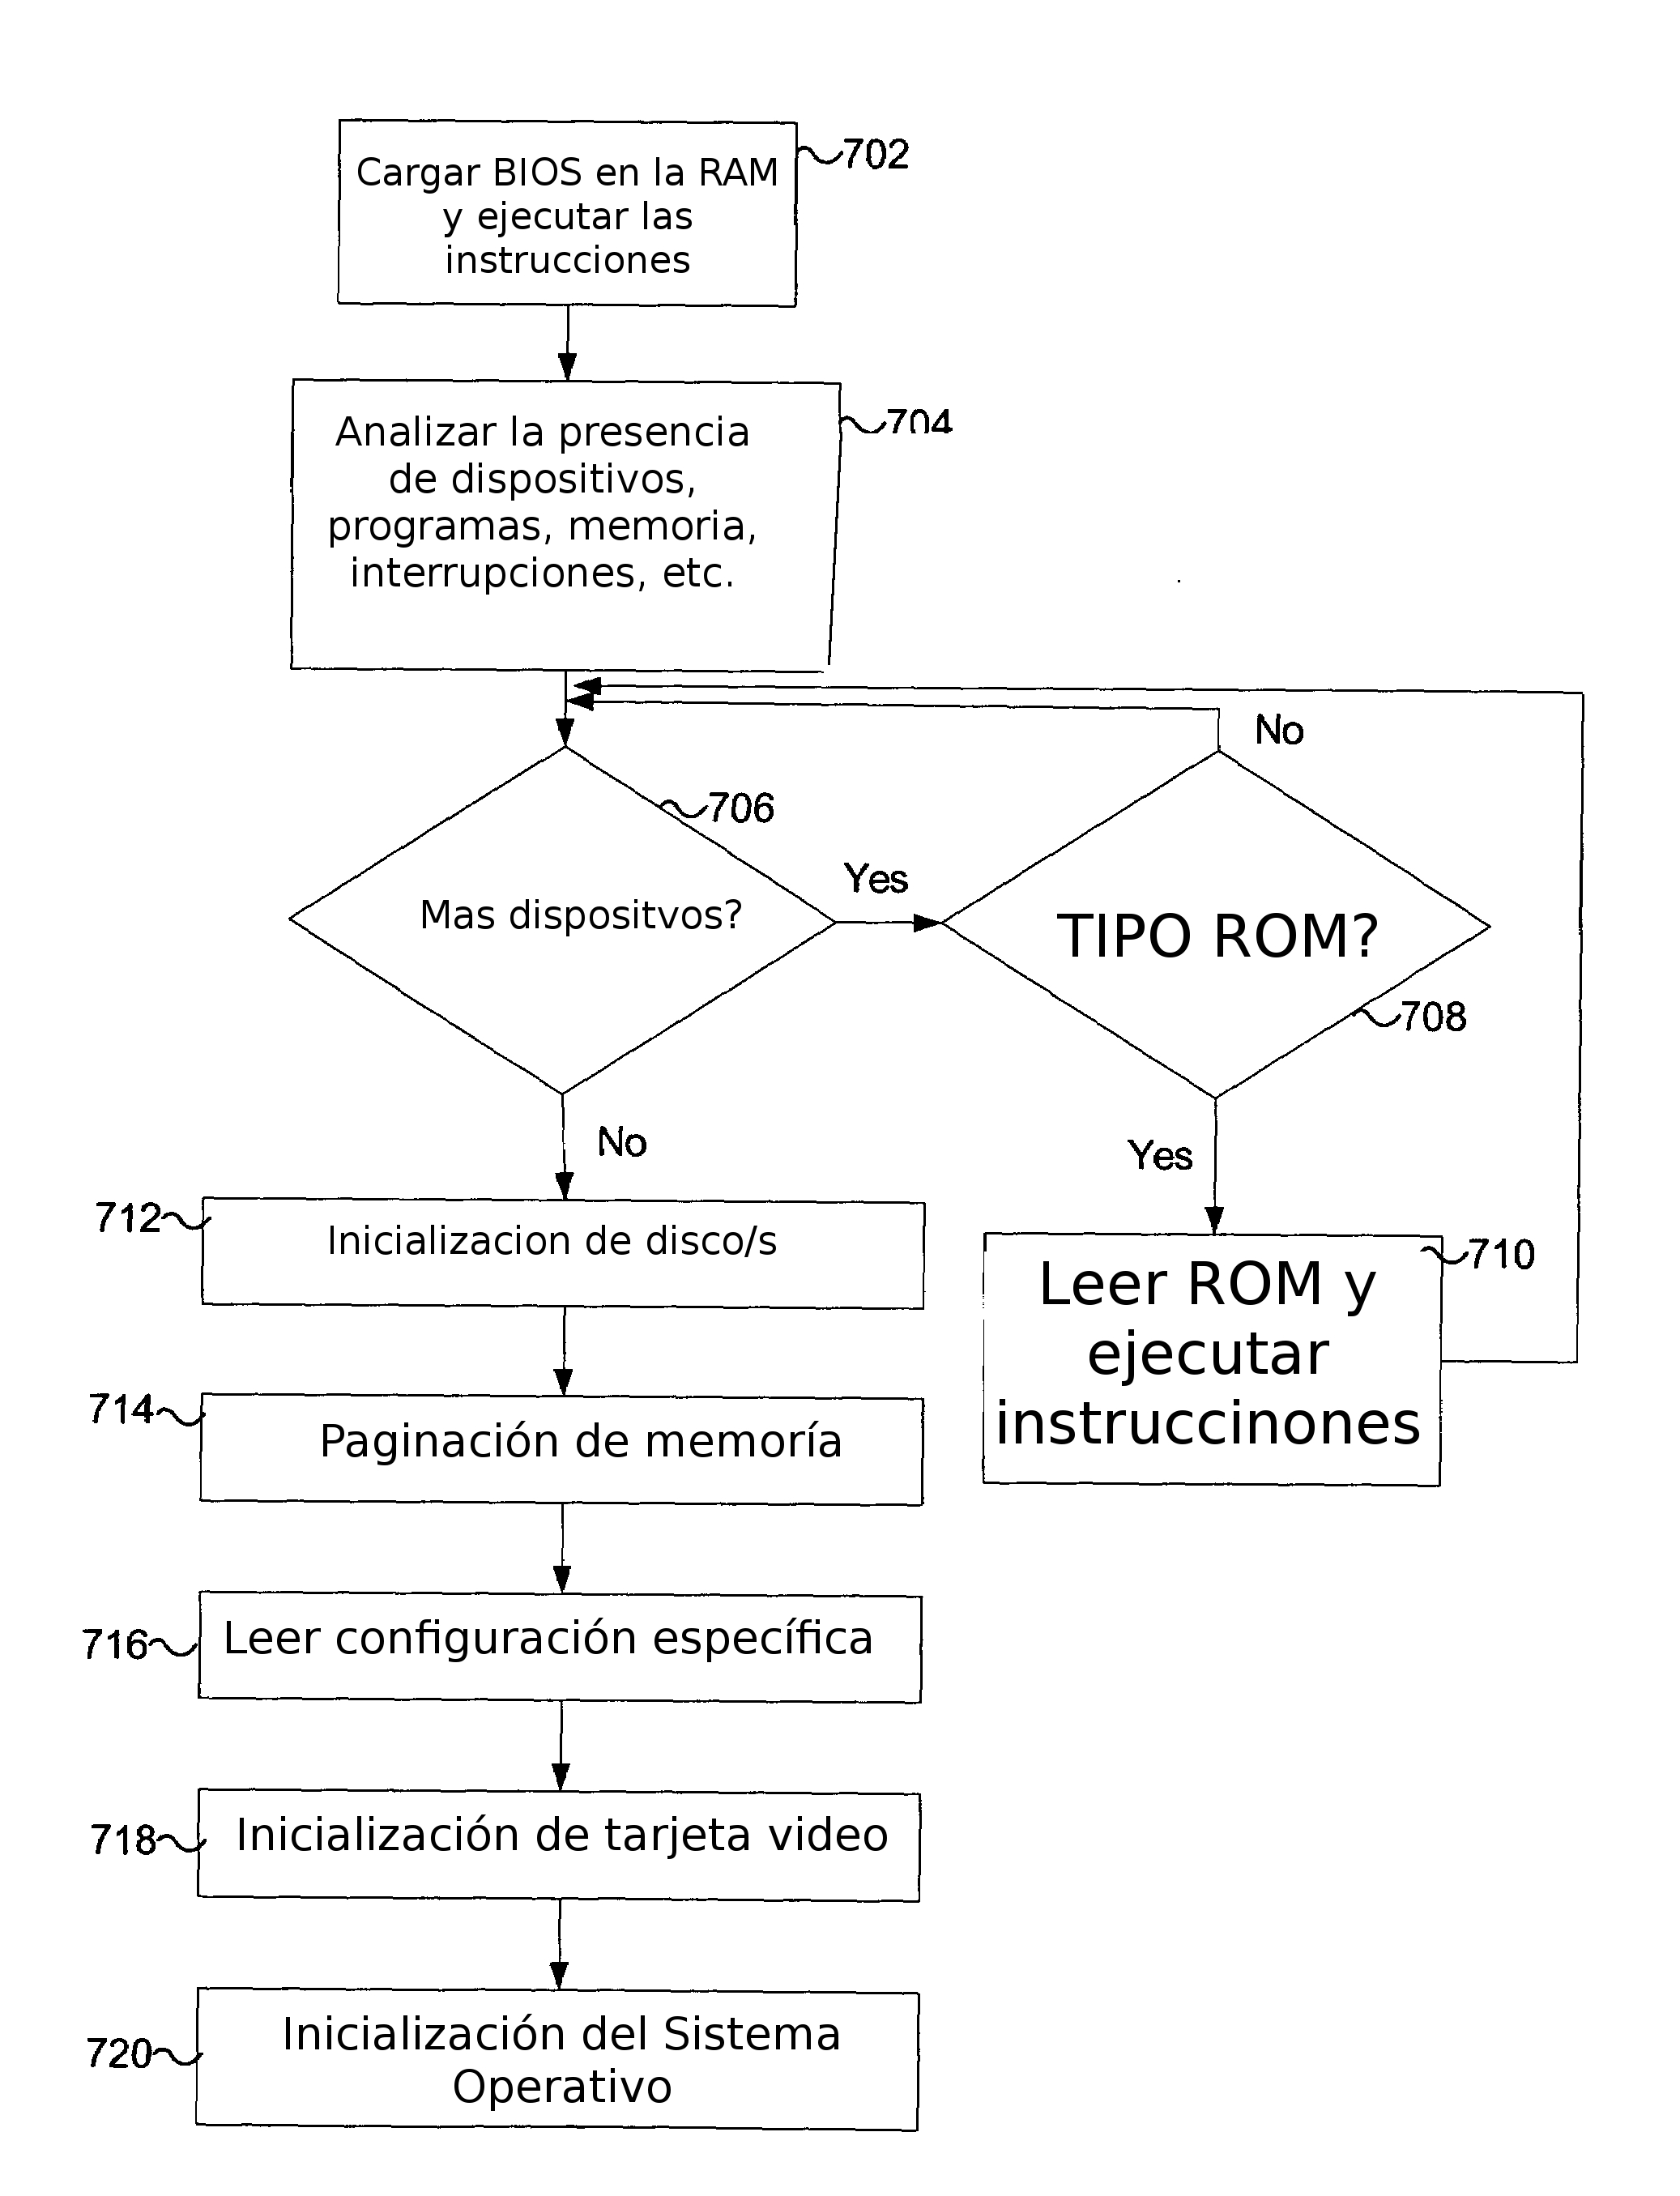 Cargar BIOS en la RAM
y ejecutar las
instrucciones
702
Analizar la presencia
de dispositivos,
programas, memoria,
interrupciones, etc.
704
No
706
Yes
Mas dispositvos?
TIPO ROM?
708
No
Yes
712
Inicializacion de disco/s
710
Leer ROM y
ejecutar
instruccinones
714
Paginación de memoría
716
Leer configuración específica
718
Inicialización de tarjeta video
720
Inicialización del Sistema
Operativo